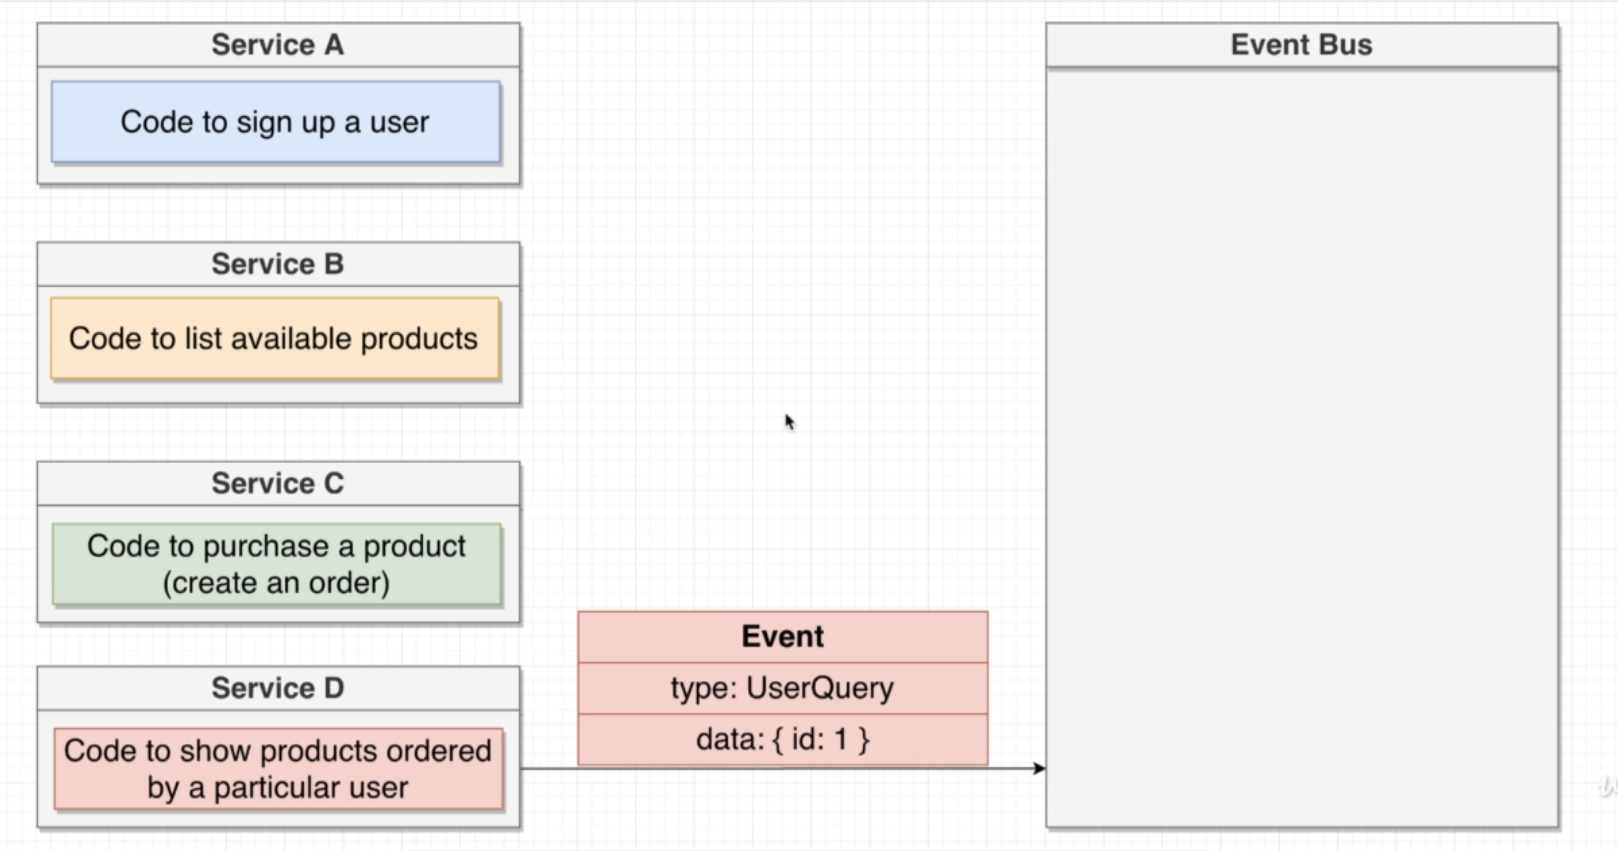 Service A
Code to sign up a user
Service B
Code to list available products
Service C
Code to purchase a product
(create an order)
Service D
Code to show products ordered
by a particular user
Event
type: UserQuery
data: { id: 1 }
Event Bus